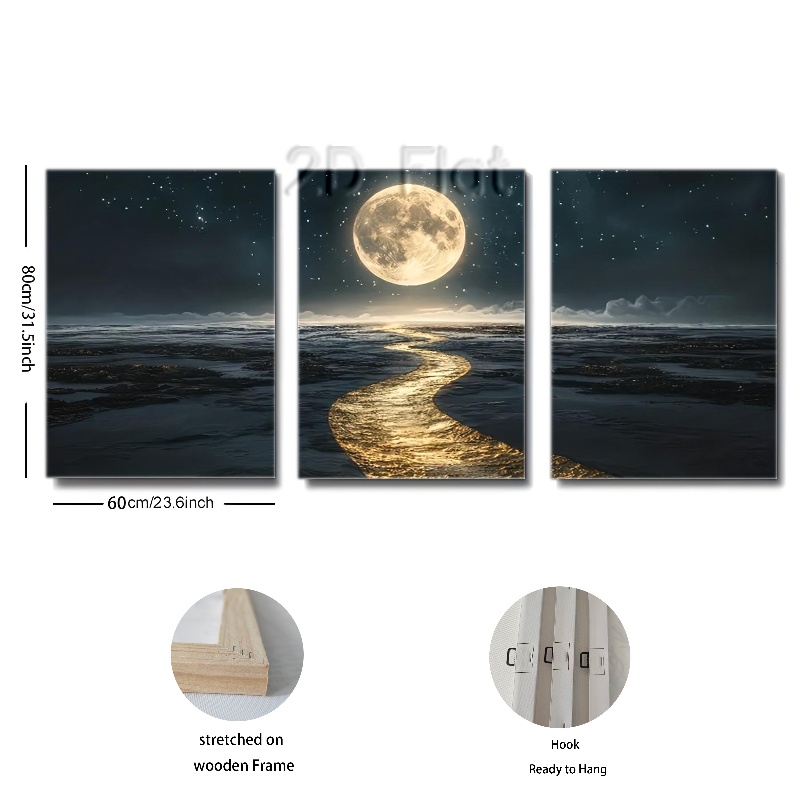 2D Flat
80cm/31.5inch
60cm/23.6inch
stretched on
wooden Frame
Hook
Ready to Hang